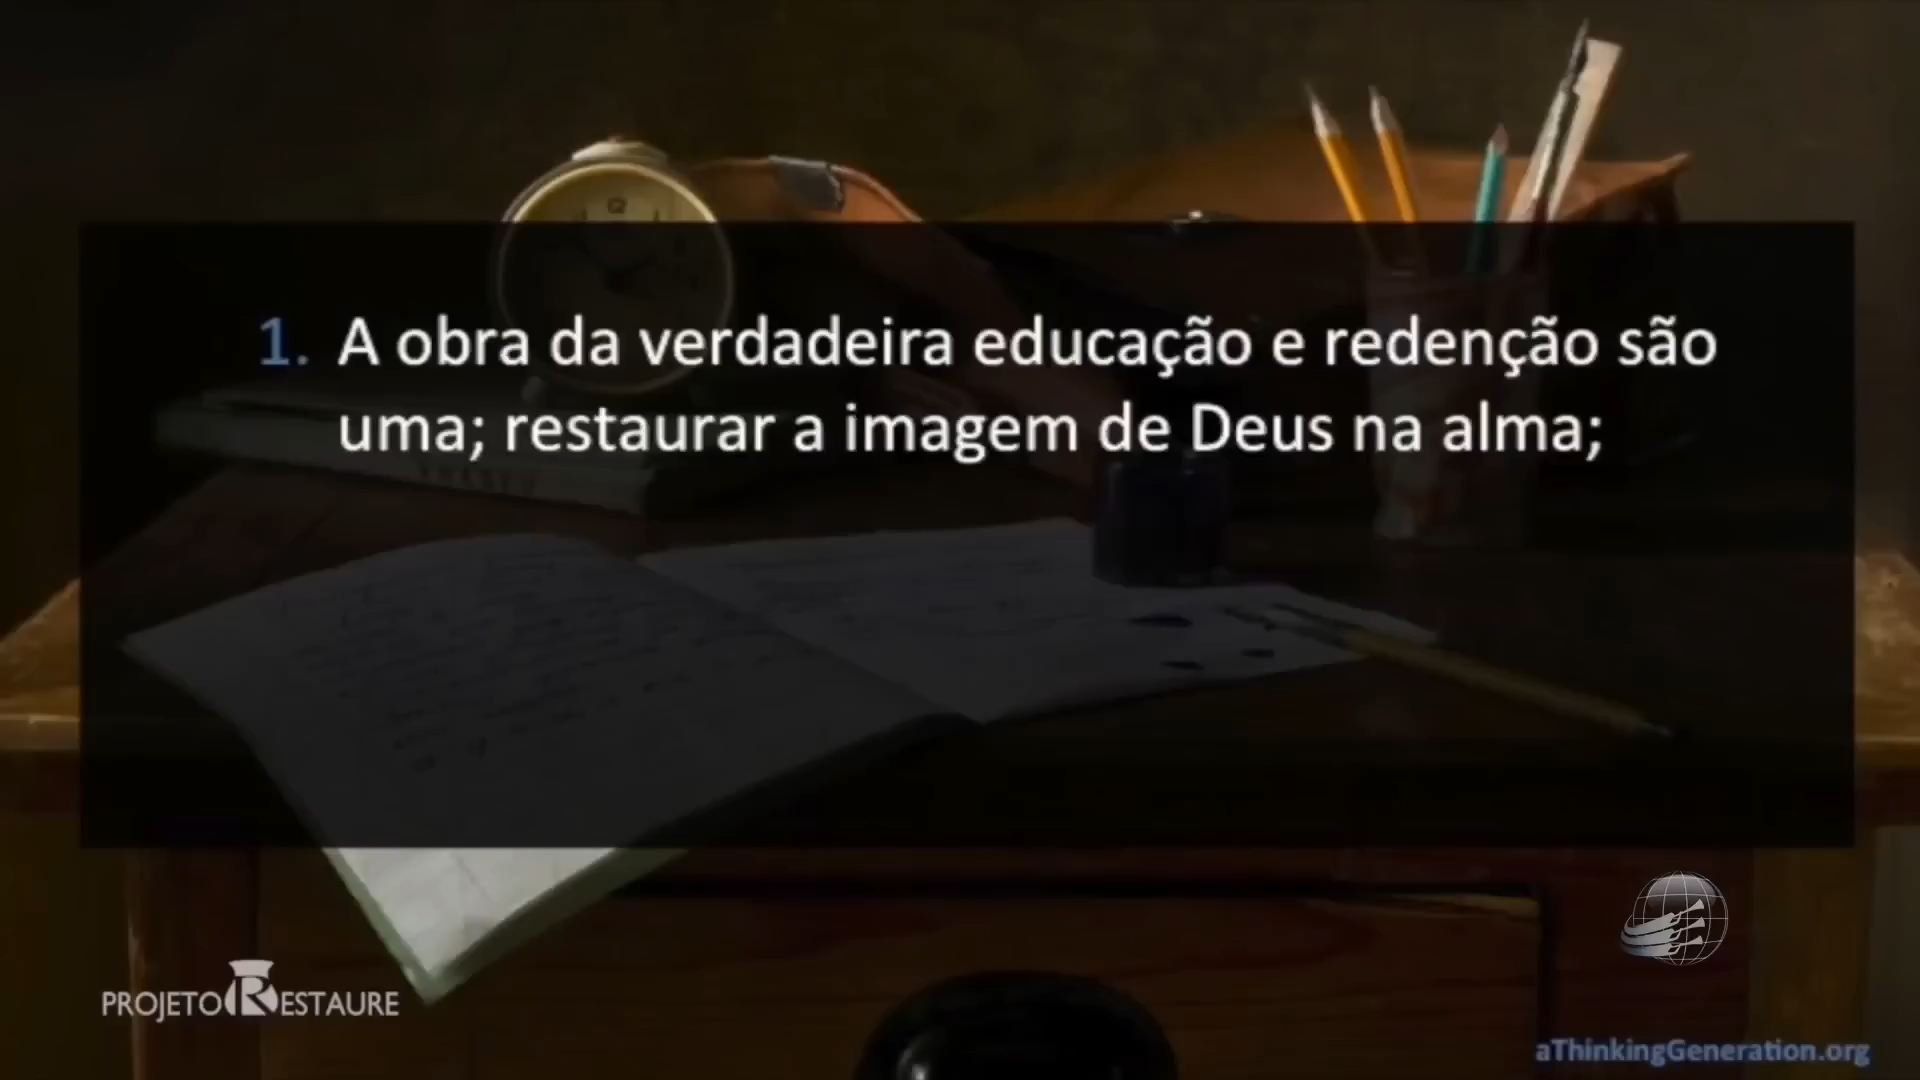 1. A obra da verdadeira educação e redenção são
uma; restaurar a imagem de Deus na alma;
PROJETO RESTAURE
aThinkingGeneration.org